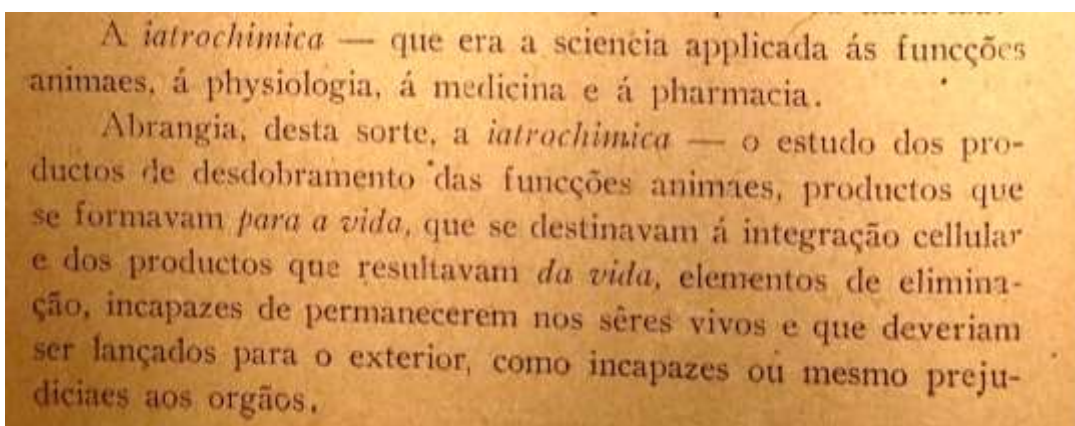 A iatrochimica — que era a sciencia applicada ás funcções
animaes, á physiologia, á medicina e á pharmacia.
Abrangia, desta sorte, a iatrochimica — o estudo dos pro-
ductos de desdobramento das funcções animaes, productos que
se formavam para a vida, que se destinavam á integração cellular
e dos productos que resultavam da vida, elementos de elimina-
ção, incapazes de permanecerem nos sêres vivos e que deveriam
ser lançados para o exterior, como incapazes ou mesmo preju-
diciaes aos orgãos.